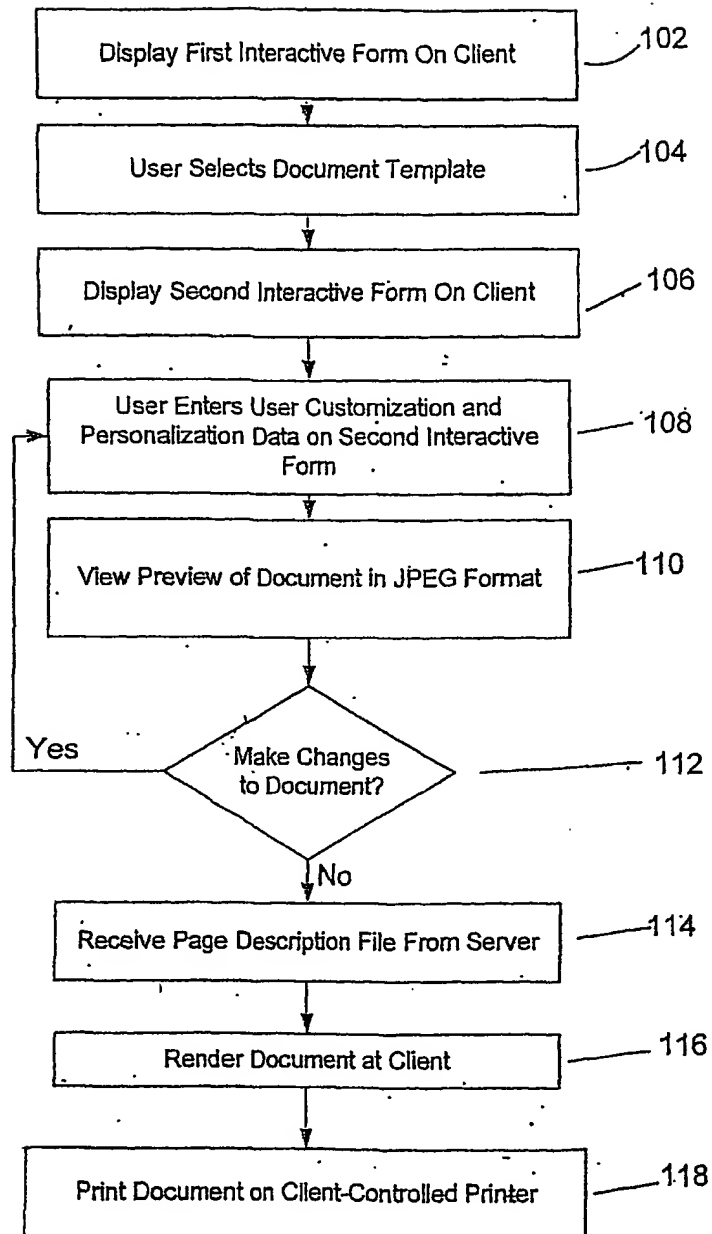 Display First Interactive Form On Client
102
User Selects Document Template
104
Display Second Interactive Form On Client
106
User Enters User Customization and
Personalization Data on Second Interactive
Form
108
View Preview of Document in JPEG Format
110
Yes
Make Changes
to Document?
112
No
Receive Page Description File From Server
114
Render Document at Client
116
Print Document on Client-Controlled Printer
118